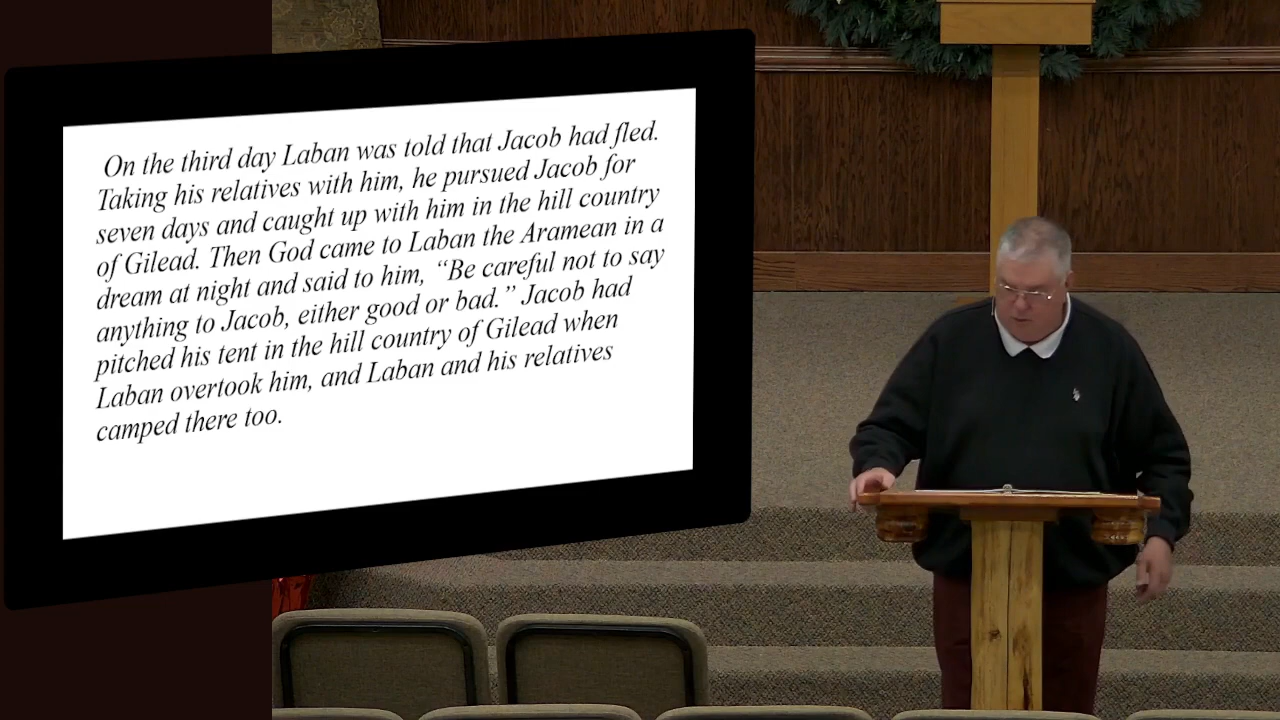 On the third day Laban was told that Jacob had fled.
Taking his relatives with him, he pursued Jacob for
seven days and caught up with him in the hill country
of Gilead. Then God came to Laban the Aramean in a
dream at night and said to him, “Be careful not to say
anything to Jacob, either good or bad.” Jacob had
pitched his tent in the hill country of Gilead when
Laban overtook him, and Laban and his relatives
camped there too.